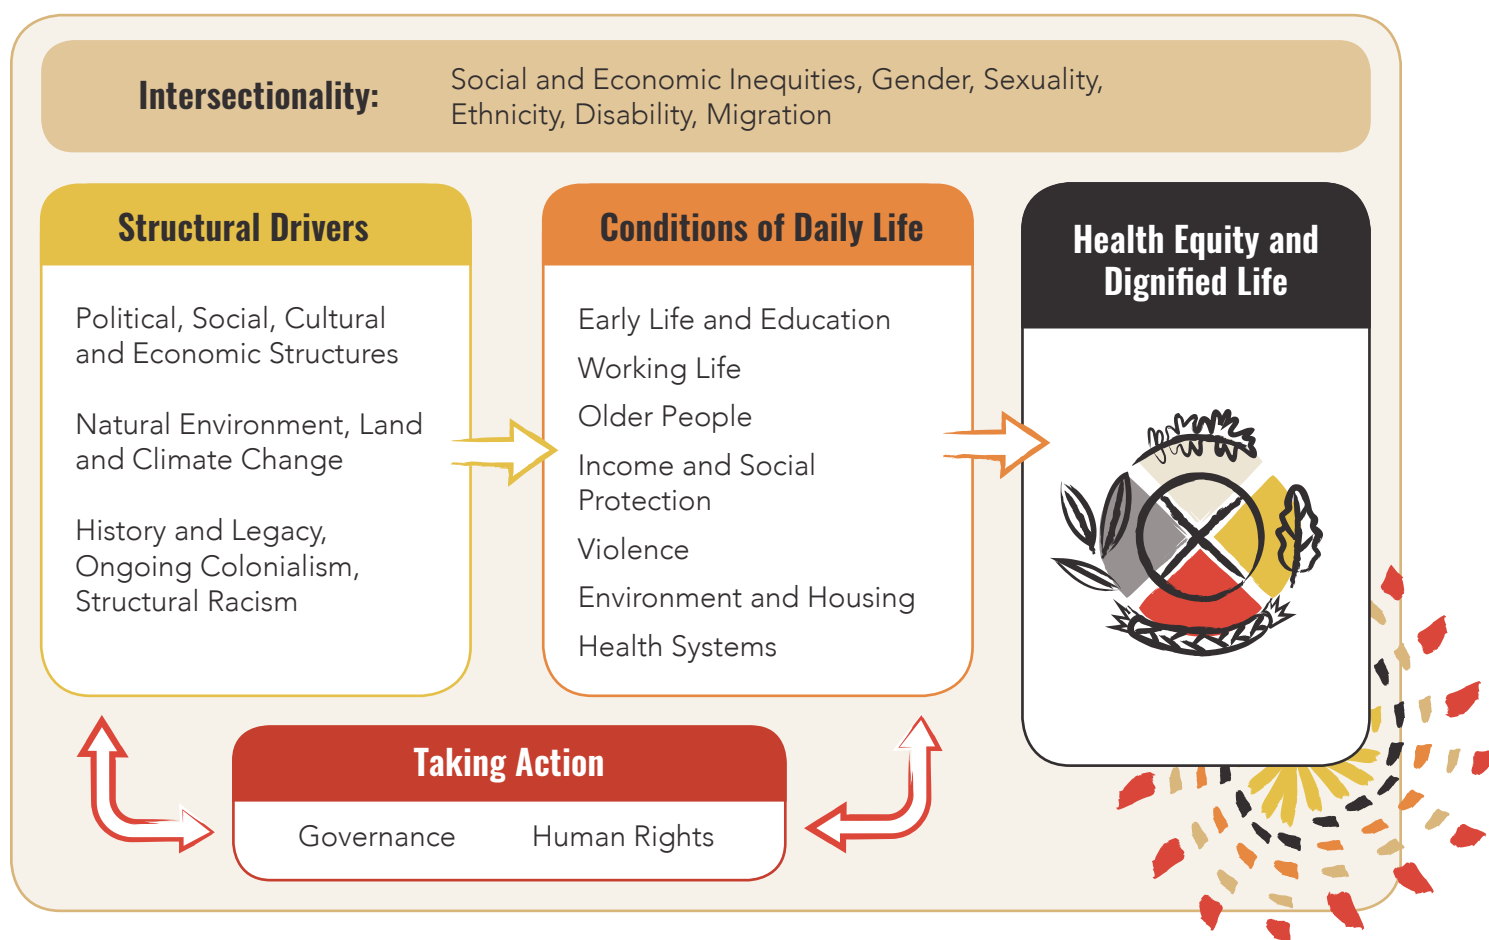 Intersectionality:
Social and Economic Inequities, Gender, Sexuality,
Ethnicity, Disability, Migration
Structural Drivers
Political, Social, Cultural
and Economic Structures
Natural Environment, Land
and Climate Change
History and Legacy,
Ongoing Colonialism,
Structural Racism
Conditions of Daily Life
Early Life and Education
Working Life
Older People
Income and Social
Protection
Violence
Environment and Housing
Health Systems
Health Equity and
Dignified Life
Taking Action
Governance
Human Rights